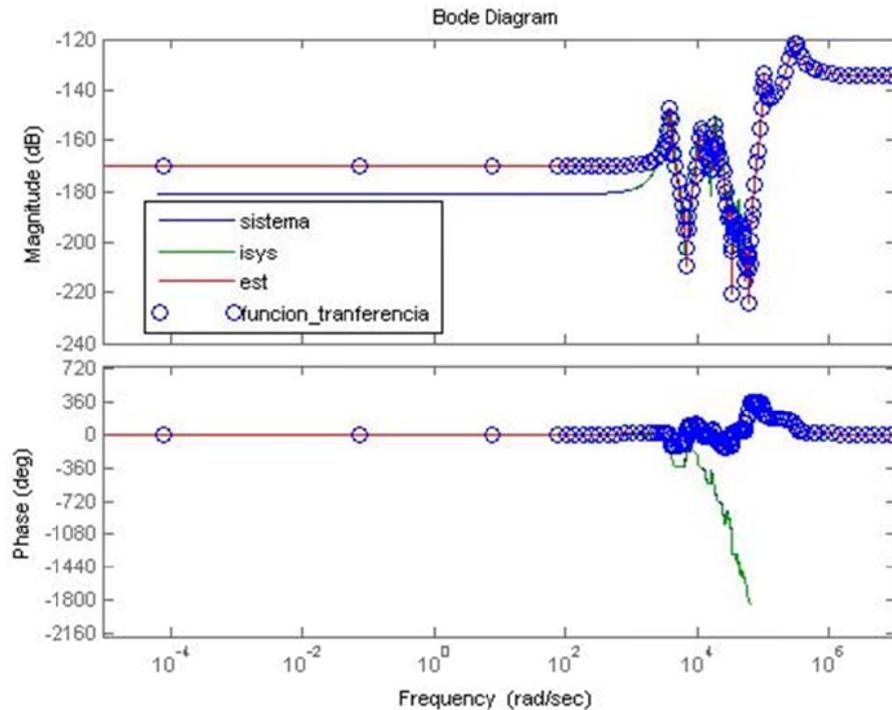 Bode Diagram
Magnitude (dB)
-120
-140
-160
-180
-200
-220
-240
sistema
isys
est
funcion_tranferencia
Phase (deg)
720
360
0
-360
-720
-1080
-1440
-1800
-2160
10^-4
10^-2
10^0
10^2
10^4
10^6
Frequency (rad/sec)